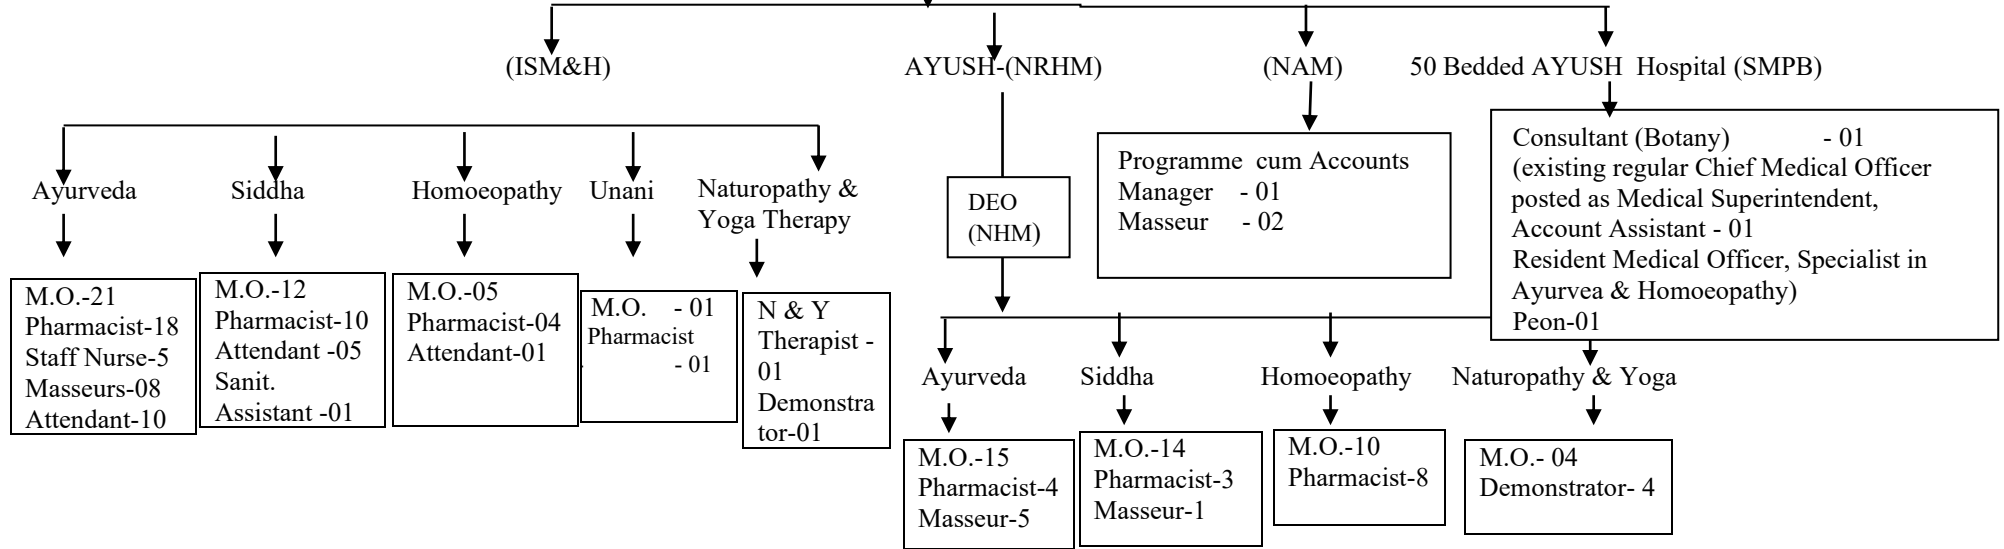 (ISM&H)
AYUSH-(NRHM)
(NAM)
50 Bedded AYUSH Hospital (SMPB)
Ayurveda
Siddha
Homoeopathy
Unani
Naturopathy &
Yoga Therapy
M.O.-21
Pharmacist-18
Staff Nurse-5
Masseurs-08
Attendant-10
M.O.-12
Pharmacist-10
Attendant -05
Sanit.
Assistant -01
M.O.-05
Pharmacist-04
Attendant-01
M.O. - 01
Pharmacist
- 01
N & Y
Therapist -
01
Demonstra
tor-01
DEO
(NHM)
Programme cum Accounts
Manager - 01
Masseur - 02
Consultant (Botany) - 01
(existing regular Chief Medical Officer
posted as Medical Superintendent,
Account Assistant - 01
Resident Medical Officer, Specialist in
Ayurvea & Homoeopathy)
Peon-01
Ayurveda
Siddha
Homoeopathy
Naturopathy & Yoga
M.O.-15
Pharmacist-4
Masseur-5
M.O.-14
Pharmacist-3
Masseur-1
M.O.-10
Pharmacist-8
M.O.- 04
Demonstrator- 4